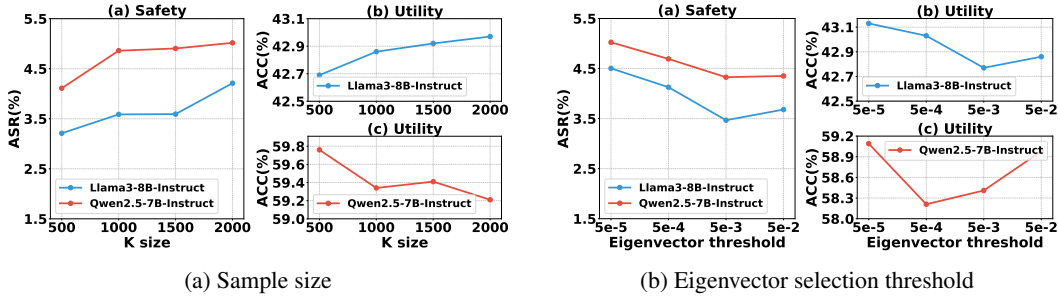 (a) Safety
5.5
4.5
3.5
2.5
1.5
ASR(%)
Llama3-8B-Instruct
Qwen2.5-7B-Instruct
500 1000 1500 2000
K size
(b) Utility
43.1
42.9
42.7
42.5
ACC(%)
Llama3-8B-Instruct
500 1000 1500 2000
(c) Utility
59.8
59.6
59.4
59.2
59.0
ACC(%)
Qwen2.5-7B-Instruct
500 1000 1500 2000
K size
(a) Sample size
(a) Safety
5.5
4.5
3.5
2.5
1.5
ASR(%)
Llama3-8B-Instruct
Qwen2.5-7B-Instruct
5e-5 5e-4 5e-3 5e-2
Eigenvector threshold
(b) Utility
43.1
42.9
42.7
42.5
ACC(%)
Llama3-8B-Instruct
5e-5 5e-4 5e-3 5e-2
(c) Utility
59.2
58.9
58.6
58.3
58.0
ACC(%)
Qwen2.5-7B-Instruct
5e-5 5e-4 5e-3 5e-2
Eigenvector threshold
(b) Eigenvector selection threshold